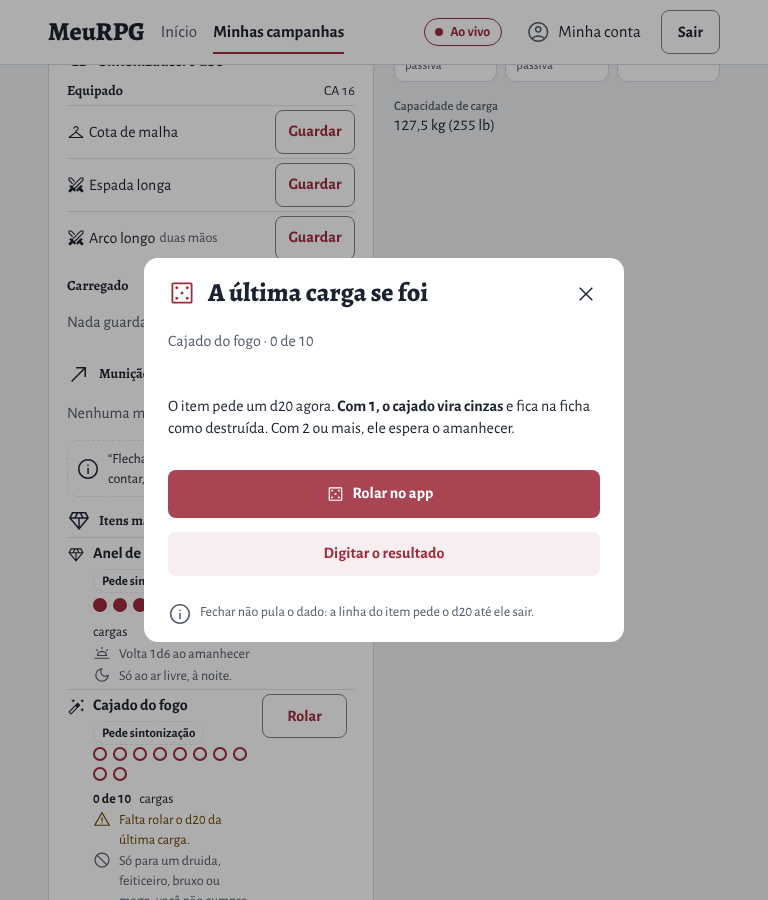 MeuRPG Início Minhas campanhas Ao vivo Minha conta Sair
passiva passiva
Equipado CA 16
Capacidade de carga
127,5 kg (255 lb)
Cota de malha Guardar
Espada longa Guardar
Arco longo duas mãos Guardar
Carregado
Nada guarda
Munição
Nenhuma m
"Flecha
contar,
Itens m
Anel de
Pede sin
cargas
Volta 1d6 ao amanhecer
Só ao ar livre, à noite.
Cajado do fogo Rolar
Pede sintonização
0 de 10 cargas
Falta rolar o d20 da
última carga.
Só para um druida,
feiticeiro, bruxo ou
A última carga se foi
Cajado do fogo · 0 de 10
O item pede um d20 agora. Com 1, o cajado vira cinzas e fica na ficha
como destruída. Com 2 ou mais, ele espera o amanhecer.
Rolar no app
Digitar o resultado
Fechar não pula o dado: a linha do item pede o d20 até ele sair.